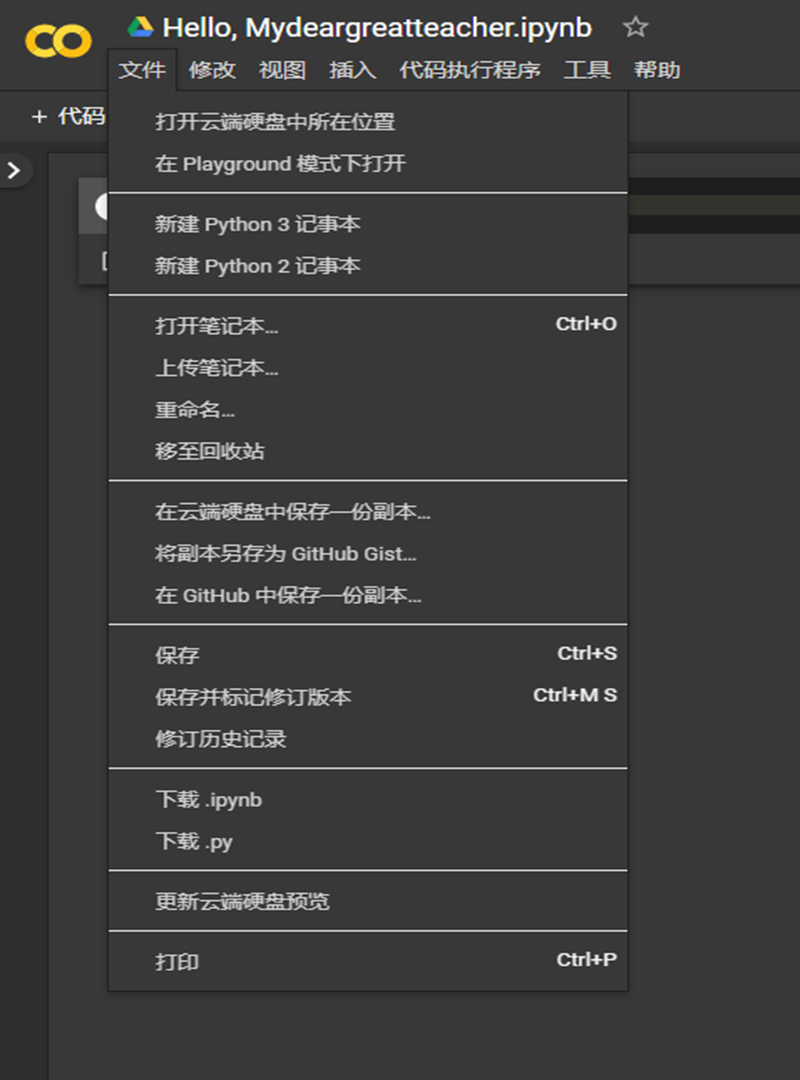 CO
Hello, Mydeargreatteacher.ipynb
文件 修改 视图 插入 代码执行程序 工具 帮助
+ 代码
打开云端硬盘中所在位置
在 Playground 模式下打开
新建 Python 3 记事本
新建 Python 2 记事本
打开笔记本... Ctrl+O
上传笔记本...
重命名...
移至回收站
在云端硬盘中保存一份副本...
将副本另存为 GitHub Gist...
在 GitHub 中保存一份副本...
保存 Ctrl+S
保存并标记修订版本 Ctrl+M S
修订历史记录
下载 .ipynb
下载 .py
更新云端硬盘预览
打印 Ctrl+P